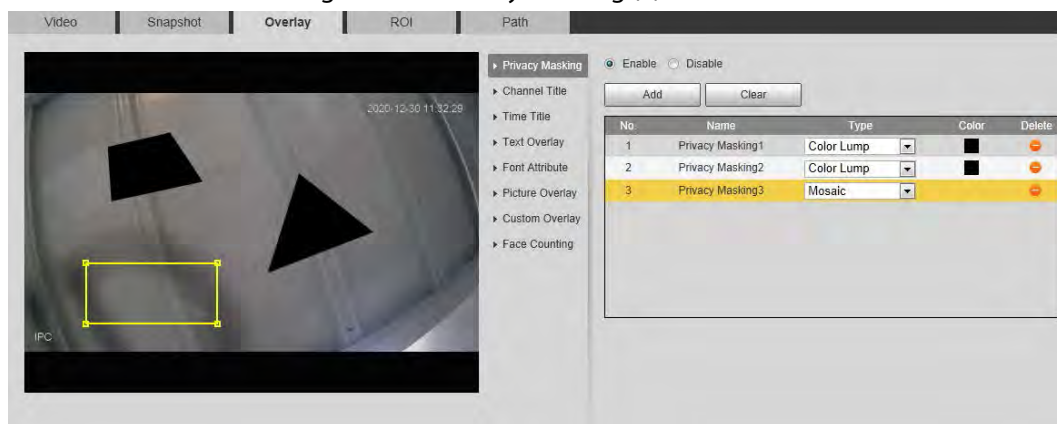 Video Snapshot Overlay ROI Path
2020-12-30 11:32:29
IPC
Privacy Masking
Channel Title
Time Title
Text Overlay
Font Attribute
Picture Overlay
Custom Overlay
Face Counting
Enable Disable
Add Clear
No. Name Type Color Delete
1 Privacy Masking1 Color Lump
2 Privacy Masking2 Color Lump
3 Privacy Masking3 Mosaic